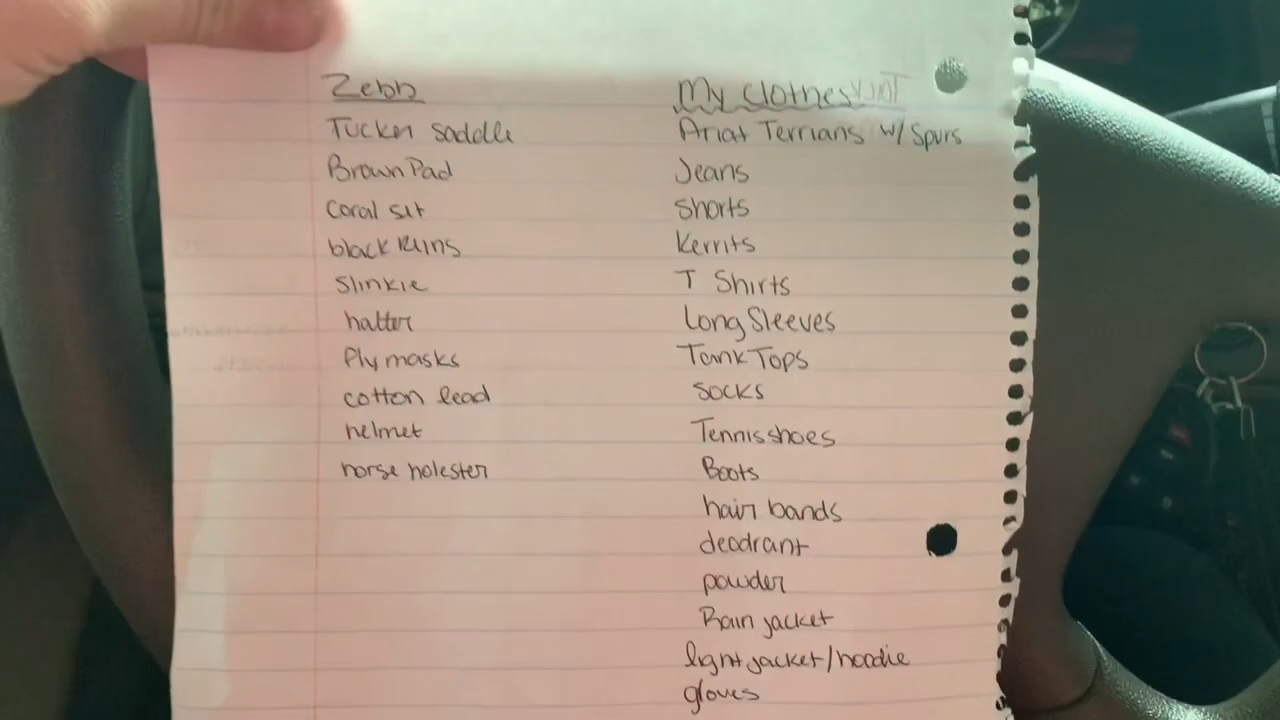 Zebb
Tucker saddle
Brown Pad
Coral set
black Reins
Slinkie
halter
Fly masks
cotton lead
helmet
horse holester
My Clothes
Ariat Terrians w/ Spurs
Jeans
Shorts
Kerrits
T Shirts
Long Sleeves
Tank Tops
socks
Tennis shoes
Boots
hair bands
deodrant
powder
Rain jacket
light jacket/hoodie
gloves